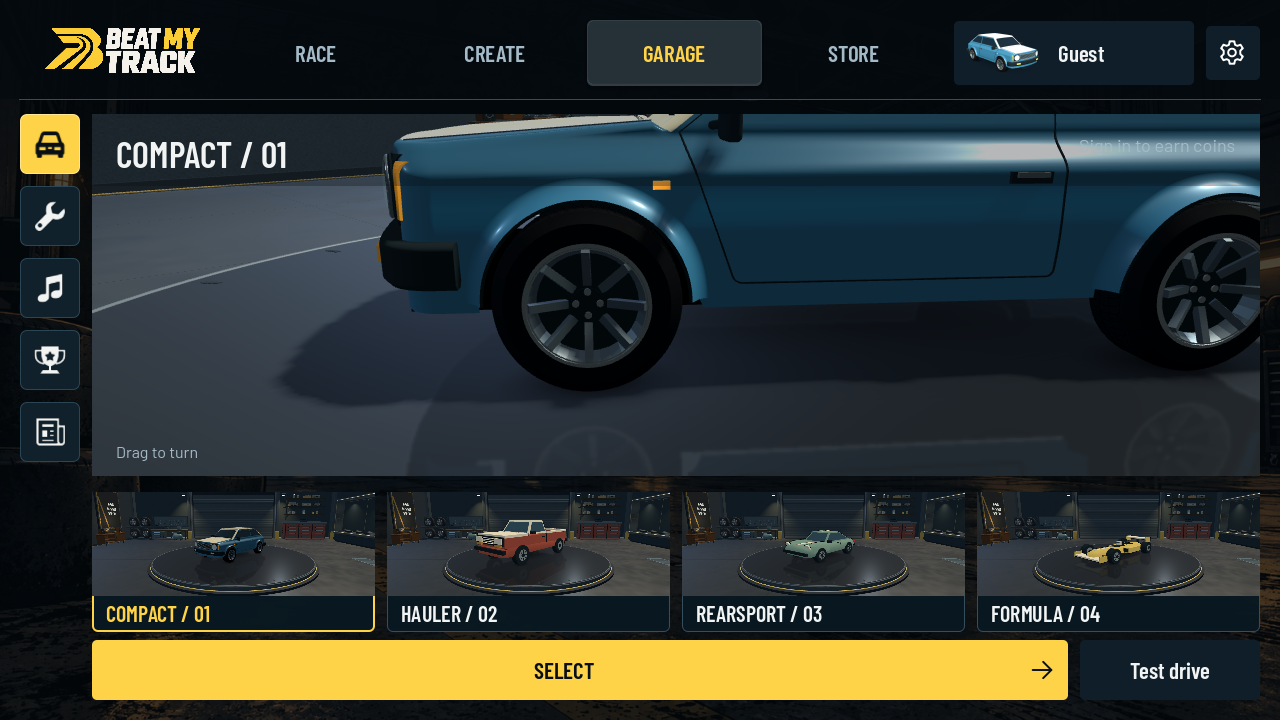 BEAT MY
TRACK
RACE
CREATE
GARAGE
STORE
Guest
COMPACT / 01
Sign in to earn coins
Drag to turn
COMPACT / 01
HAULER / 02
REARSPORT / 03
FORMULA / 04
SELECT
Test drive